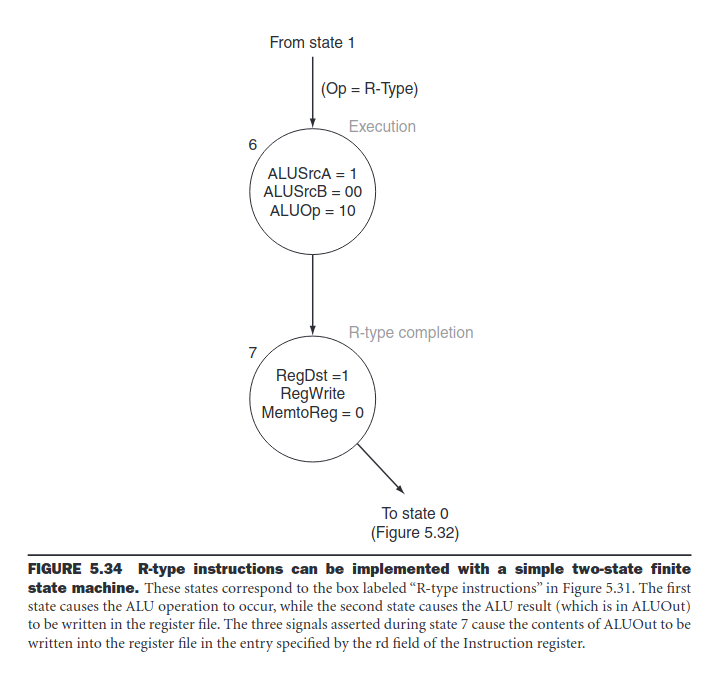 From state 1
(Op = R-Type)
Execution
6
ALUSrcA = 1
ALUSrcB = 00
ALUOp = 10
R-type completion
7
RegDst =1
RegWrite
MemtoReg = 0
To state 0
(Figure 5.32)
FIGURE 5.34 R-type instructions can be implemented with a simple two-state finite
state machine. These states correspond to the box labeled “R-type instructions” in Figure 5.31. The first
state causes the ALU operation to occur, while the second state causes the ALU result (which is in ALUOut)
to be written in the register file. The three signals asserted during state 7 cause the contents of ALUOut to be
written into the register file in the entry specified by the rd field of the Instruction register.